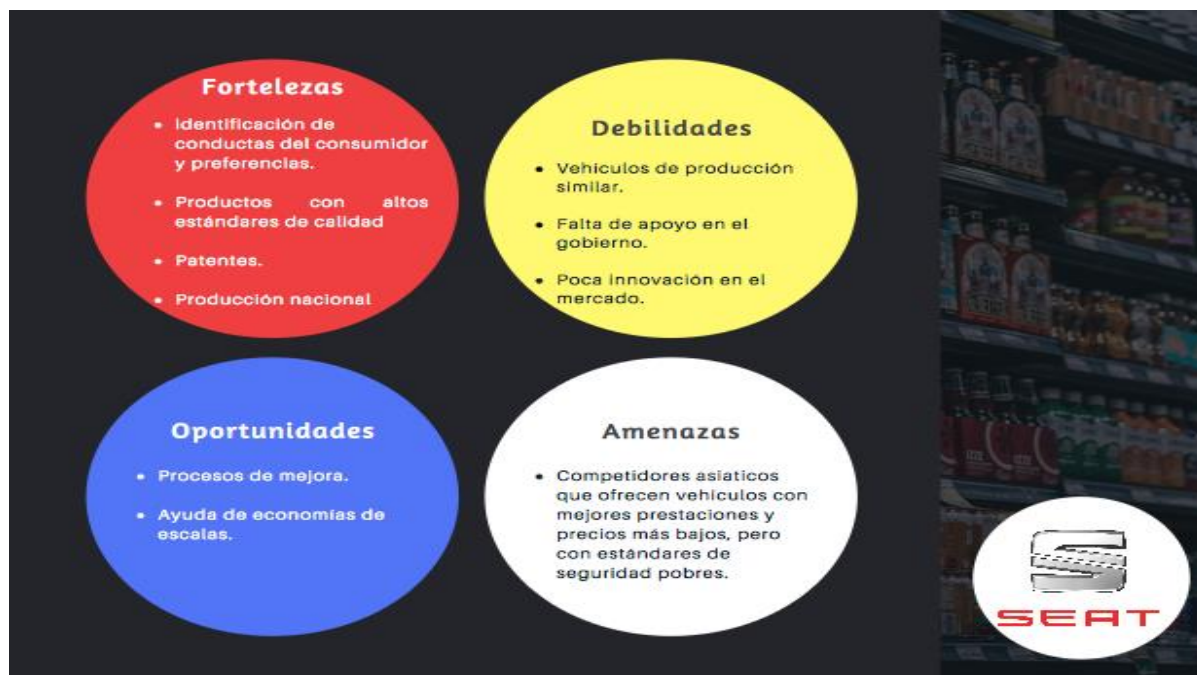 Fortelezas
• Identificación de
conductas del consumidor
y preferencias.
• Productos con altos
estándares de calidad
• Patentes.
• Producción nacional
Debilidades
• Vehiculos de producción
similar.
• Falta de apoyo en el
gobierno.
• Poca innovación en el
mercado.
Oportunidades
• Procesos de mejora.
• Ayuda de economías de
escalas.
Amenazas
• Competidores asiaticos
que ofrecen vehículos con
mejores prestaciones y
precios más bajos, pero
con estándares de
seguridad pobres.
SEAT